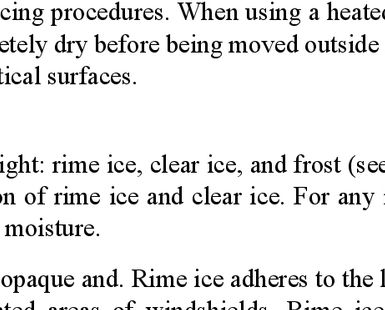 cing procedures. When using a heated
etely dry before being moved outside
tical surfaces.
ight: rime ice, clear ice, and frost (see
on of rime ice and clear ice. For any
moisture.
opaque and. Rime ice adheres to the l
ated areas of windshields. Rime ice